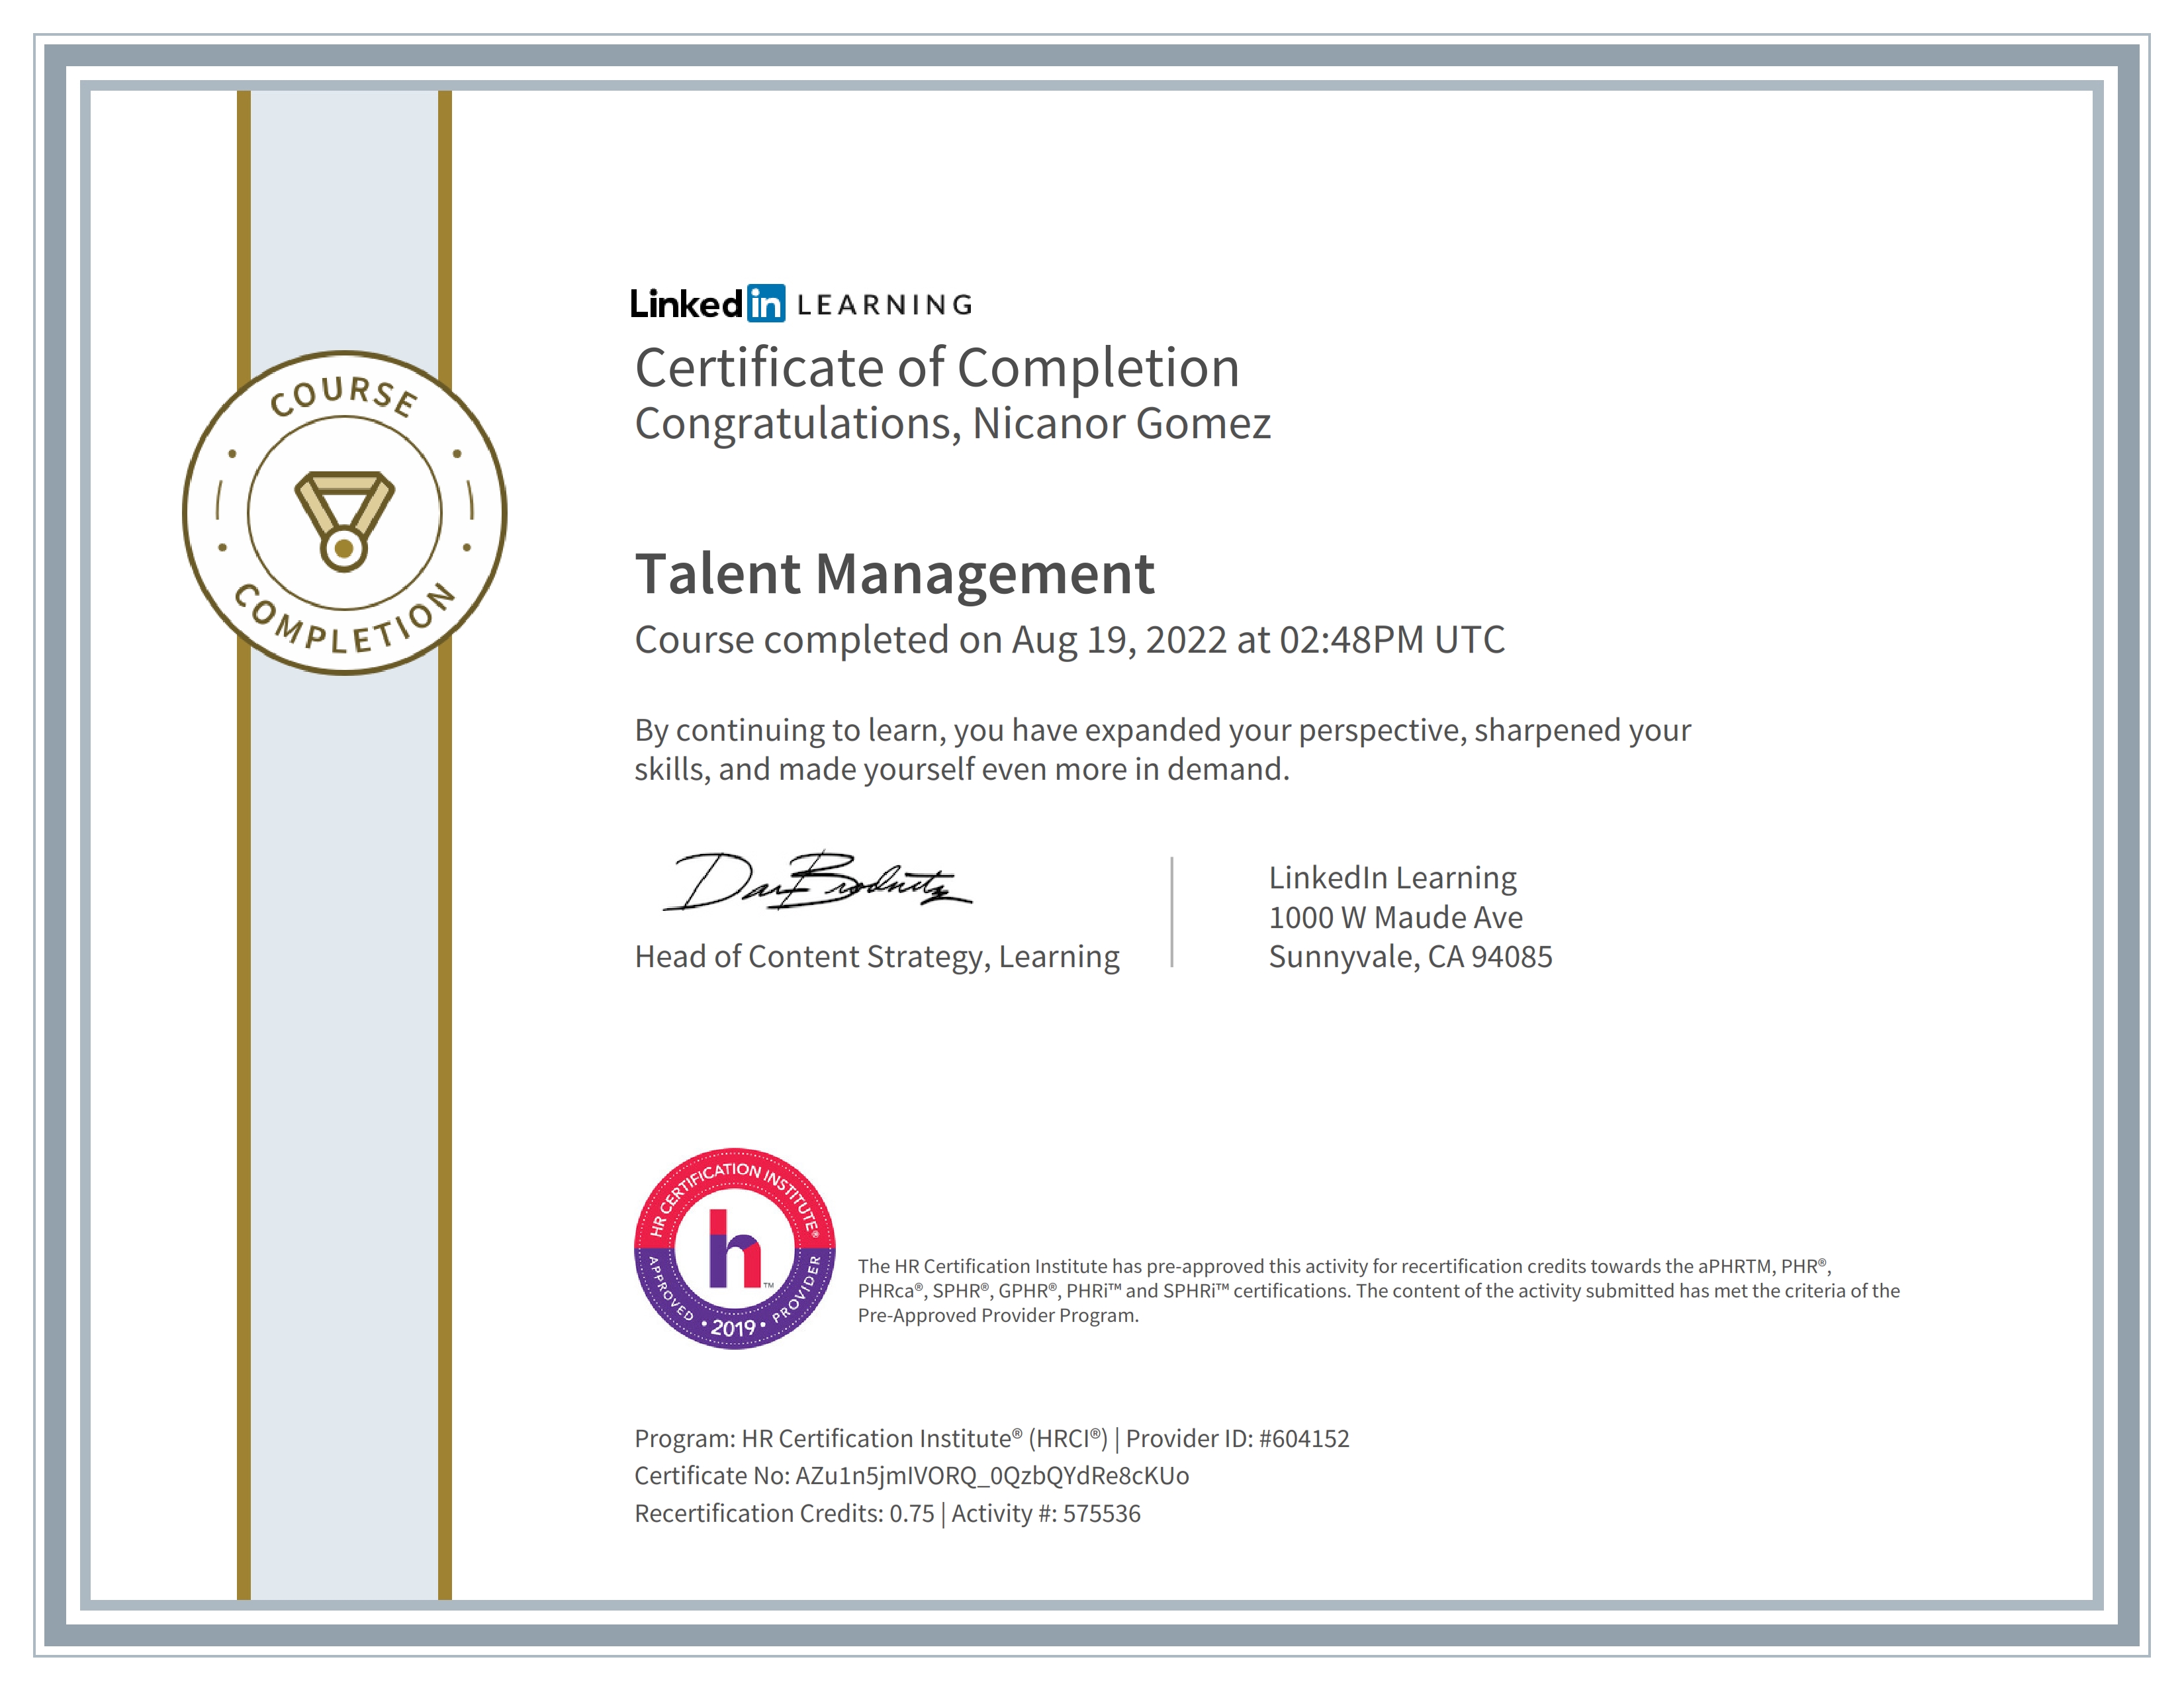 LinkedIn LEARNING
Certificate of Completion
Congratulations, Nicanor Gomez
COURSE
COMPLETION
Talent Management
Course completed on Aug 19, 2022 at 02:48PM UTC
By continuing to learn, you have expanded your perspective, sharpened your
skills, and made yourself even more in demand.
Dan Brodnitz
Head of Content Strategy, Learning
LinkedIn Learning
1000 W Maude Ave
Sunnyvale, CA 94085
HR CERTIFICATION INSTITUTE®
h™
APPROVED • 2019 • PROVIDER
The HR Certification Institute has pre-approved this activity for recertification credits towards the aPHRTM, PHR®,
PHRca®, SPHR®, GPHR®, PHRi™ and SPHRi™ certifications. The content of the activity submitted has met the criteria of the
Pre-Approved Provider Program.
Program: HR Certification Institute® (HRCI®) | Provider ID: #604152
Certificate No: AZu1n5jmIVORQ_0QzbQYdRe8cKUo
Recertification Credits: 0.75 | Activity #: 575536